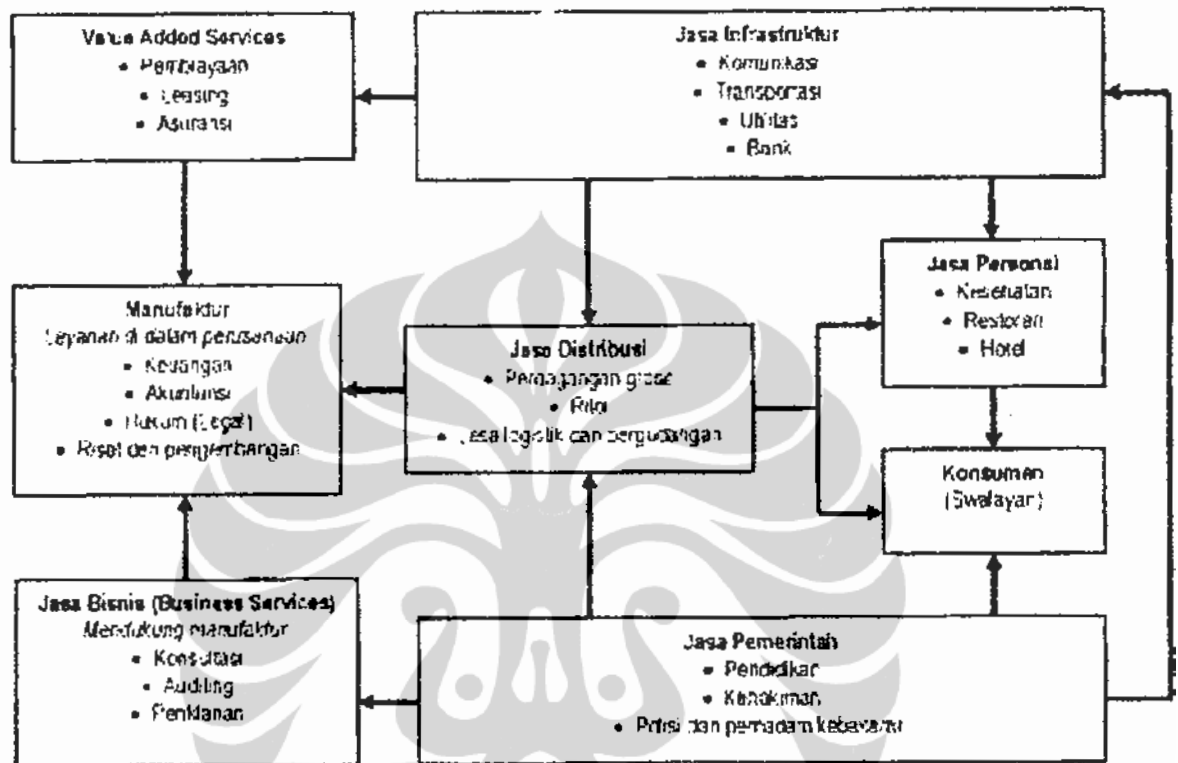 Value Added Services
• Pembiayaan
• Leasing
• Asuransi
Jasa Infrastruktur
• Komunikasi
• Transportasi
• Utilitas
• Bank
Jasa Personal
• Kesehatan
• Restoran
• Hotel
Manufaktur
Layanan di dalam perusahaan
• Keuangan
• Akuntansi
• Hukum (Legal)
• Riset dan pengembangan
Jasa Distribusi
• Perdagangan grosir
• Ritel
• Jasa logistik dan pergudangan
Konsumen
(Swalayan)
Jasa Bisnis (Business Services)
Mendukung manufaktur
• Konsultasi
• Auditing
• Periklanan
Jasa Pemerintah
• Pendidikan
• Kehakiman
• Polisi dan pemadam kebakaran